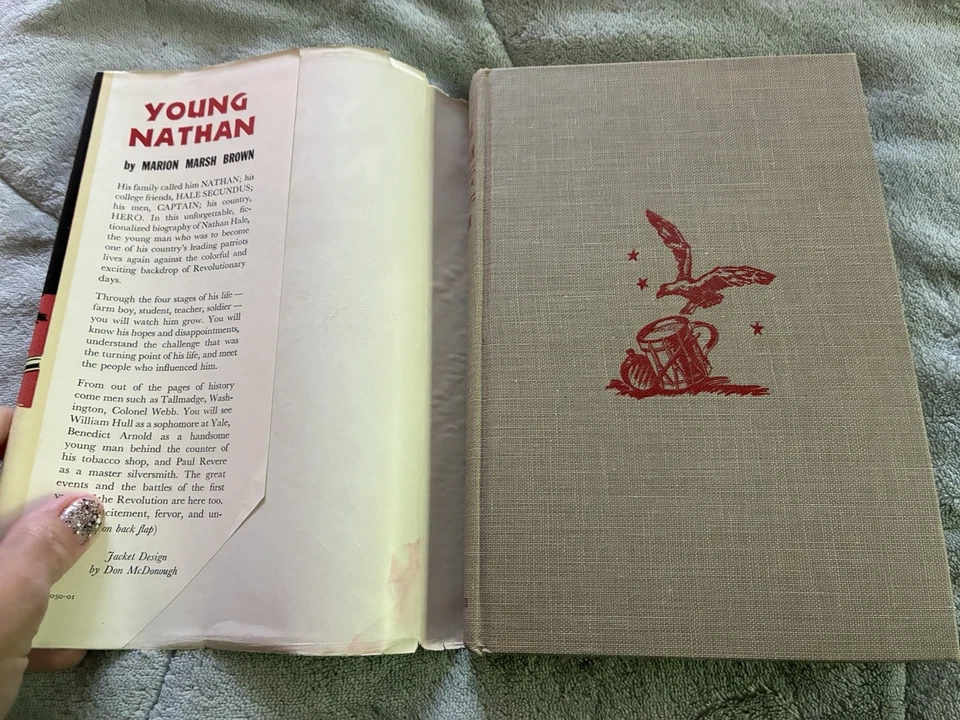 YOUNG
NATHAN
by MARION MARSH BROWN
His family called him NATHAN; his
college friends, HALE SECUNDUS;
his men, CAPTAIN; his country,
HERO. In this unforgettable, fic-
tionalized biography of Nathan Hale,
the young man who was to become
one of his country's leading patriots
lives again against the colorful and
exciting backdrop of Revolutionary
days.
Through the four stages of his life —
farm boy, student, teacher, soldier —
you will watch him grow. You will
know his hopes and disappointments,
understand the challenge that was
the turning point of his life, and meet
the people who influenced him.
From out of the pages of history
come men such as Tallmadge, Wash-
ington, Colonel Webb. You will see
William Hull as a sophomore at Yale,
Benedict Arnold as a handsome
young man behind the counter of
his tobacco shop, and Paul Revere
as a master silversmith. The great
events and the battles of the first
the Revolution are here too.
citement, fervor, and un-
on back flap)
Jacket Design
by Don McDonough
050-01